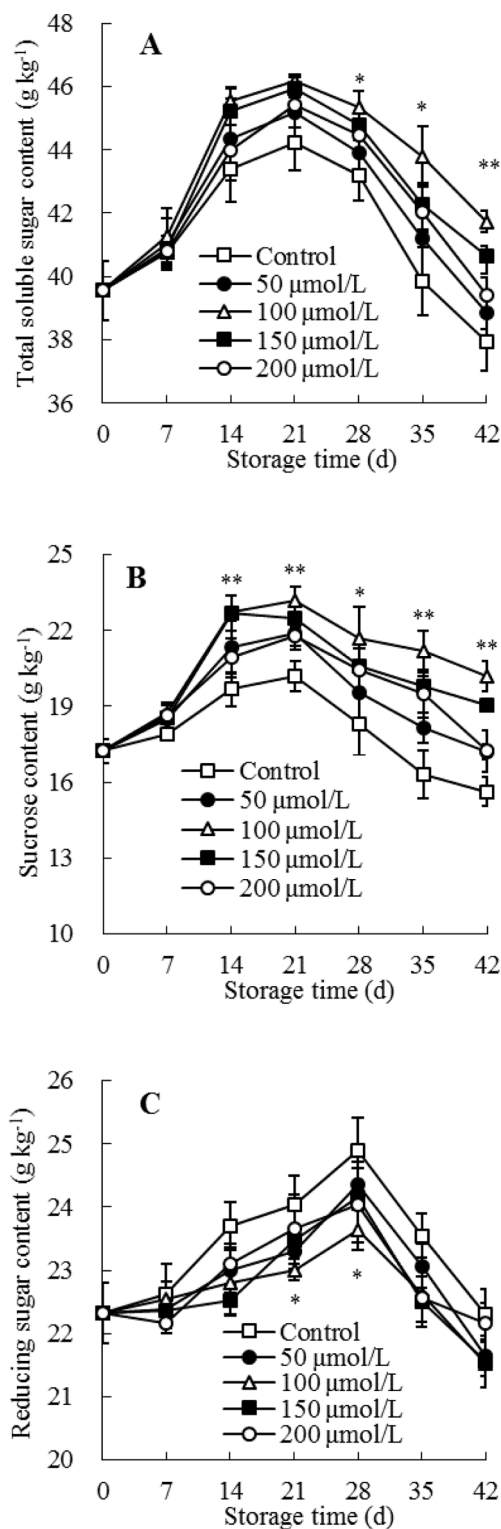 A
Total soluble sugar content (g kg⁻¹)
48
46
44
42
40
38
36
*
*
**
Control
50 μmol/L
100 μmol/L
150 μmol/L
200 μmol/L
0 7 14 21 28 35 42
Storage time (d)
B
Sucrose content (g kg⁻¹)
25
22
19
16
13
10
**
**
*
**
**
Control
50 μmol/L
100 μmol/L
150 μmol/L
200 μmol/L
0 7 14 21 28 35 42
Storage time (d)
C
Reducing sugar content (g kg⁻¹)
26
25
24
23
22
21
20
*
*
Control
50 μmol/L
100 μmol/L
150 μmol/L
200 μmol/L
0 7 14 21 28 35 42
Storage time (d)